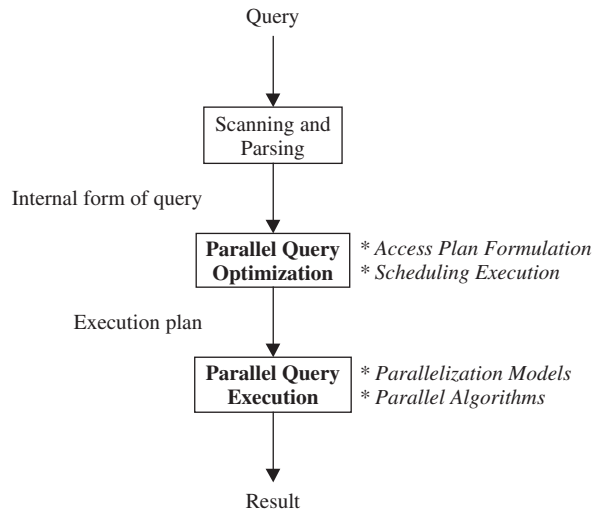 Query
Scanning and
Parsing
Internal form of query
Parallel Query
Optimization
* Access Plan Formulation
* Scheduling Execution
Execution plan
Parallel Query
Execution
* Parallelization Models
* Parallel Algorithms
Result